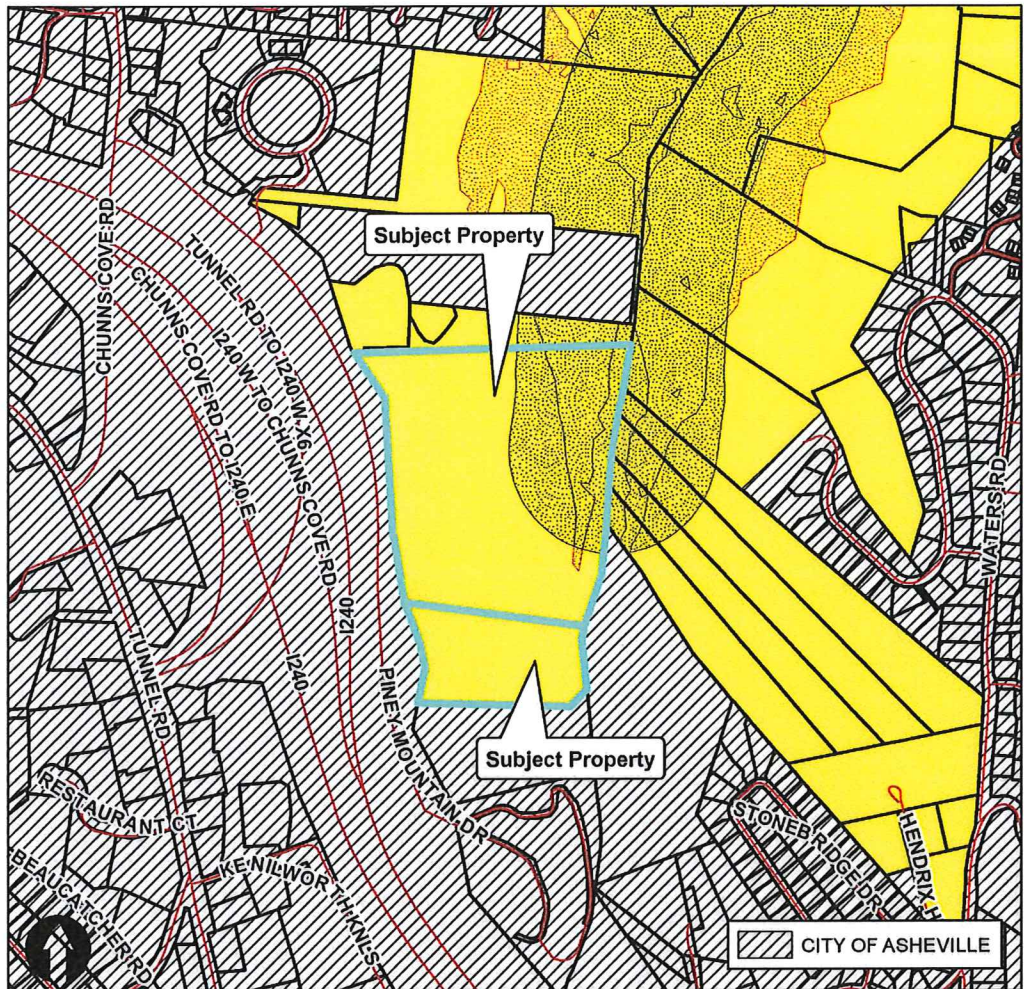 CHUNNS COVE RD
TUNNEL RD TO I240 W X6
I240 W TO CHUNNS COVE RD
CHUNNS COVE RD TO I240 E
Subject Property
I240
I240
TUNNEL RD
PINEY MOUNTAIN DR
Subject Property
WATERS RD
RESTAURANT CT
KENILWORTH KNLS
BEAUCATCHER RD
STONEBRIDGE DR
HENDRIX H
CITY OF ASHEVILLE